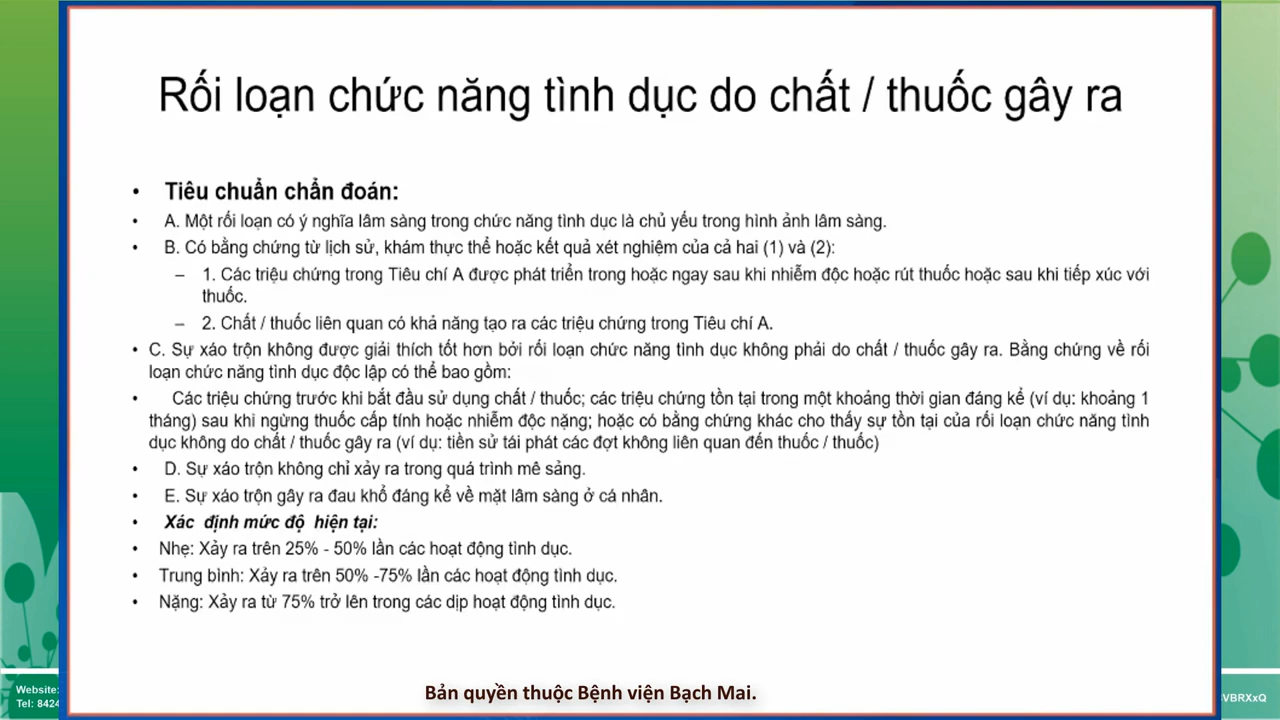 Rối loạn chức năng tình dục do chất / thuốc gây ra
• Tiêu chuẩn chẩn đoán:
• A. Một rối loạn có ý nghĩa lâm sàng trong chức năng tình dục là chủ yếu trong hình ảnh lâm sàng.
• B. Có bằng chứng từ lịch sử, khám thực thể hoặc kết quả xét nghiệm của cả hai (1) và (2):
– 1. Các triệu chứng trong Tiêu chí A được phát triển trong hoặc ngay sau khi nhiễm độc hoặc rút thuốc hoặc sau khi tiếp xúc với
thuốc.
– 2. Chất / thuốc liên quan có khả năng tạo ra các triệu chứng trong Tiêu chí A.
• C. Sự xáo trộn không được giải thích tốt hơn bởi rối loạn chức năng tình dục không phải do chất / thuốc gây ra. Bằng chứng về rối
loạn chức năng tình dục độc lập có thể bao gồm:
• Các triệu chứng trước khi bắt đầu sử dụng chất / thuốc; các triệu chứng tồn tại trong một khoảng thời gian đáng kể (ví dụ: khoảng 1
tháng) sau khi ngừng thuốc cấp tính hoặc nhiễm độc nặng; hoặc có bằng chứng khác cho thấy sự tồn tại của rối loạn chức năng tình
dục không do chất / thuốc gây ra (ví dụ: tiền sử tái phát các đợt không liên quan đến thuốc / thuốc)
• D. Sự xáo trộn không chỉ xảy ra trong quá trình mê sảng.
• E. Sự xáo trộn gây ra đau khổ đáng kể về mặt lâm sàng ở cá nhân.
• Xác định mức độ hiện tại:
• Nhẹ: Xảy ra trên 25% - 50% lần các hoạt động tình dục.
• Trung bình: Xảy ra trên 50% -75% lần các hoạt động tình dục.
• Nặng: Xảy ra từ 75% trở lên trong các dịp hoạt động tình dục.
Bản quyền thuộc Bệnh viện Bạch Mai.
Website:
Tel: 8424
VBRXxQ